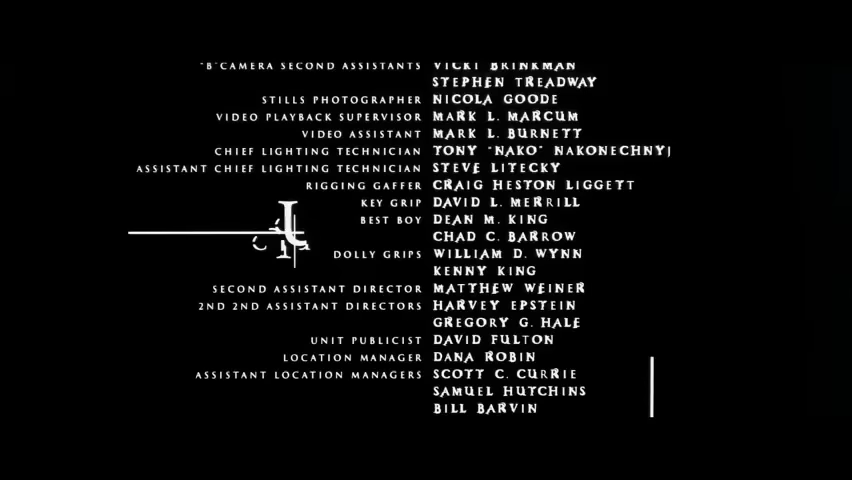 "B" CAMERA SECOND ASSISTANTS VICKI BRINKMAN
STEPHEN TREADWAY
STILLS PHOTOGRAPHER NICOLA GOODE
VIDEO PLAYBACK SUPERVISOR MARK L. MARCUM
VIDEO ASSISTANT MARK L. BURNETT
CHIEF LIGHTING TECHNICIAN TONY "NAKO" NAKONECHNYJ
ASSISTANT CHIEF LIGHTING TECHNICIAN STEVE LITECKY
RIGGING GAFFER CRAIG HESTON LIGGETT
KEY GRIP DAVID L. MERRILL
BEST BOY DEAN M. KING
CHAD C. BARROW
DOLLY GRIPS WILLIAM D. WYNN
KENNY KING
SECOND ASSISTANT DIRECTOR MATTHEW WEINER
2ND 2ND ASSISTANT DIRECTORS HARVEY EPSTEIN
GREGORY G. HALE
UNIT PUBLICIST DAVID FULTON
LOCATION MANAGER DANA ROBIN
ASSISTANT LOCATION MANAGERS SCOTT C. CURRIE
SAMUEL HUTCHINS
BILL BARVIN